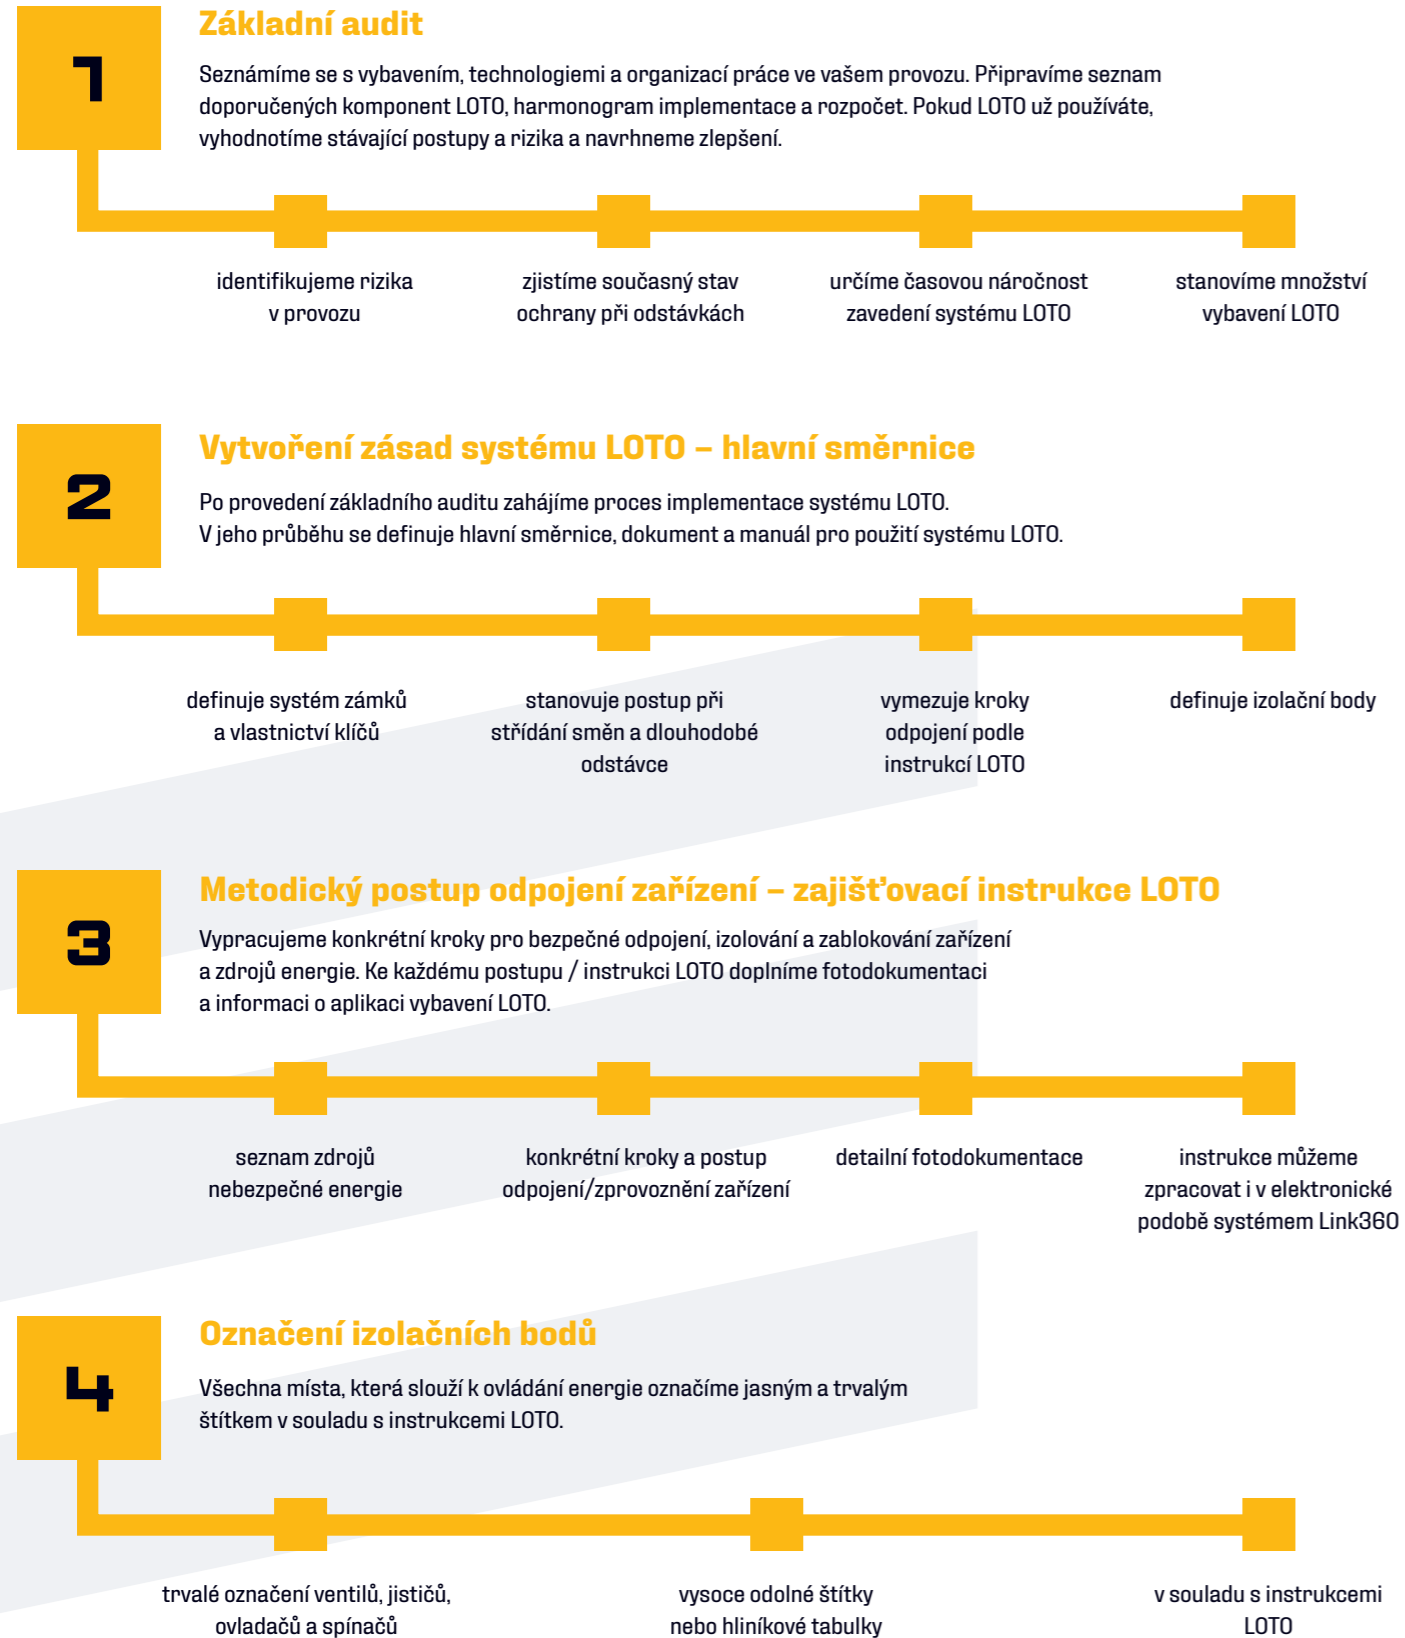 1
Základní audit
Seznámíme se s vybavením, technologiemi a organizací práce ve vašem provozu. Připravíme seznam
doporučených komponent LOTO, harmonogram implementace a rozpočet. Pokud LOTO už používáte,
vyhodnotíme stávající postupy a rizika a navrhneme zlepšení.
identifikujeme rizika
v provozu
zjistíme současný stav
ochrany při odstávkách
určíme časovou náročnost
zavedení systému LOTO
stanovíme množství
vybavení LOTO
2
Vytvoření zásad systému LOTO – hlavní směrnice
Po provedení základního auditu zahájíme proces implementace systému LOTO.
V jeho průběhu se definuje hlavní směrnice, dokument a manuál pro použití systému LOTO.
definuje systém zámků
a vlastnictví klíčů
stanovuje postup při
střídání směn a dlouhodobé
odstávce
vymezuje kroky
odpojení podle
instrukcí LOTO
definuje izolační body
3
Metodický postup odpojení zařízení – zajišťovací instrukce LOTO
Vypracujeme konkrétní kroky pro bezpečné odpojení, izolování a zablokování zařízení
a zdrojů energie. Ke každému postupu / instrukci LOTO doplníme fotodokumentaci
a informaci o aplikaci vybavení LOTO.
seznam zdrojů
nebezpečné energie
konkrétní kroky a postup
odpojení/zprovoznění zařízení
detailní fotodokumentace
instrukce můžeme
zpracovat i v elektronické
podobě systémem Link360
4
Označení izolačních bodů
Všechna místa, která slouží k ovládání energie označíme jasným a trvalým
štítkem v souladu s instrukcemi LOTO.
trvalé označení ventilů, jističů,
ovladačů a spínačů
vysoce odolné štítky
nebo hliníkové tabulky
v souladu s instrukcemi
LOTO